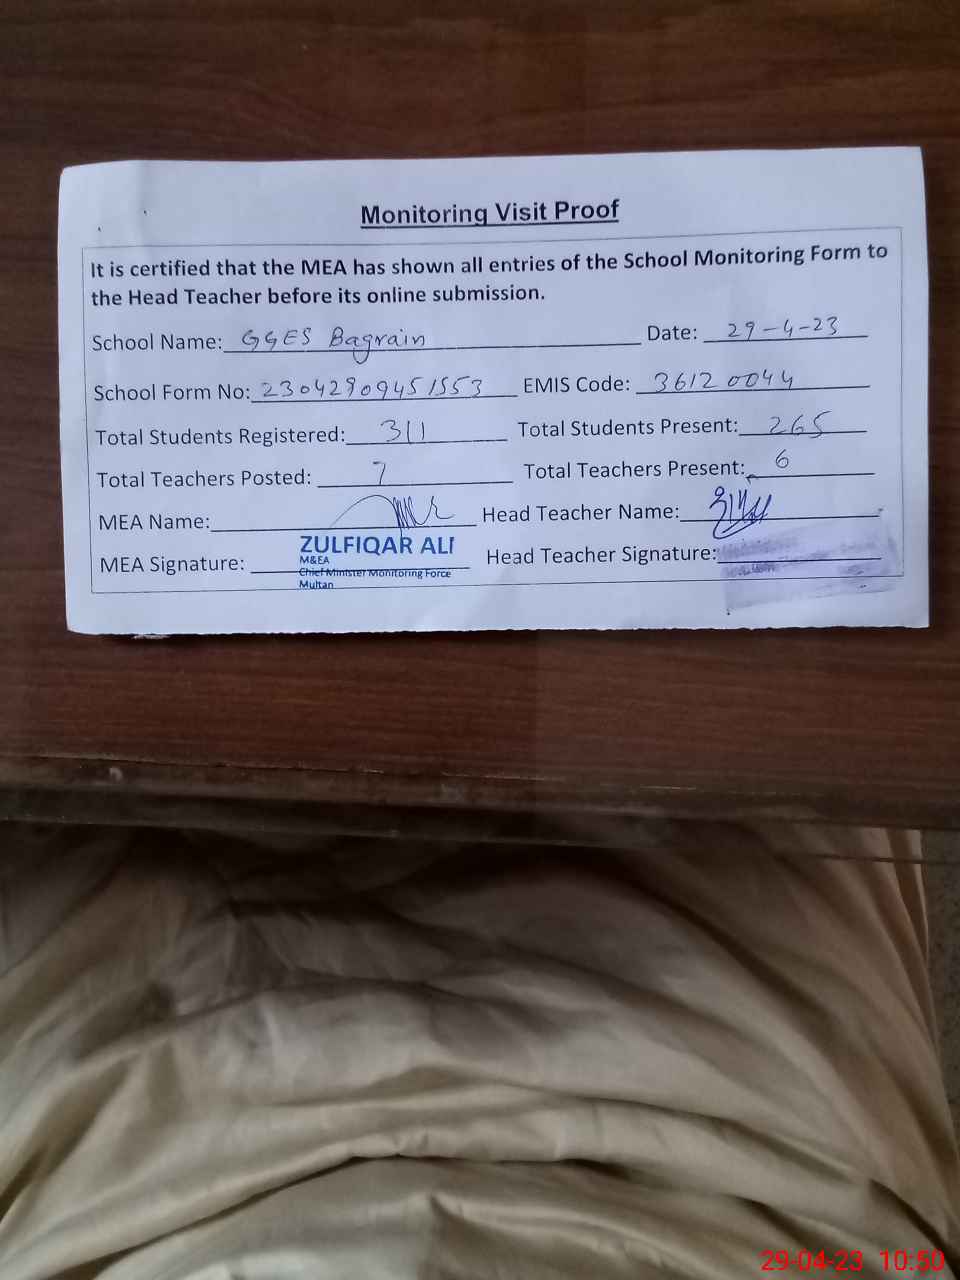 Monitoring Visit Proof
It is certified that the MEA has shown all entries of the School Monitoring Form to
the Head Teacher before its online submission.
School Name: GGES Bagrain Date: 29-4-23
School Form No: 23042909451553 EMIS Code: 36120044
Total Students Registered: 311 Total Students Present: 265
Total Teachers Posted: 7 Total Teachers Present: 6
MEA Name: Head Teacher Name:
MEA Signature: ZULFIQAR ALI Head Teacher Signature:
M&EA
Chief Minister Monitoring Force
Multan
29-04-23 10:50